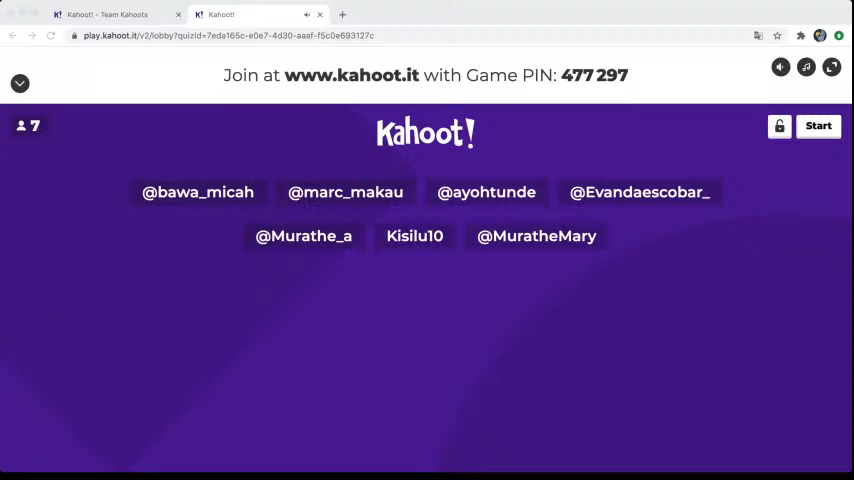 Kahoot! - Team Kahoots
Kahoot!
play.kahoot.it/v2/lobby?quizId=7eda165c-e0e7-4d30-aaaf-f5c0e693127c
Join at www.kahoot.it with Game PIN: 477 297
7
Kahoot!
Start
@bawa_micah @marc_makau @ayohtunde @Evandaescobar_
@Murathe_a Kisilu10 @MuratheMary